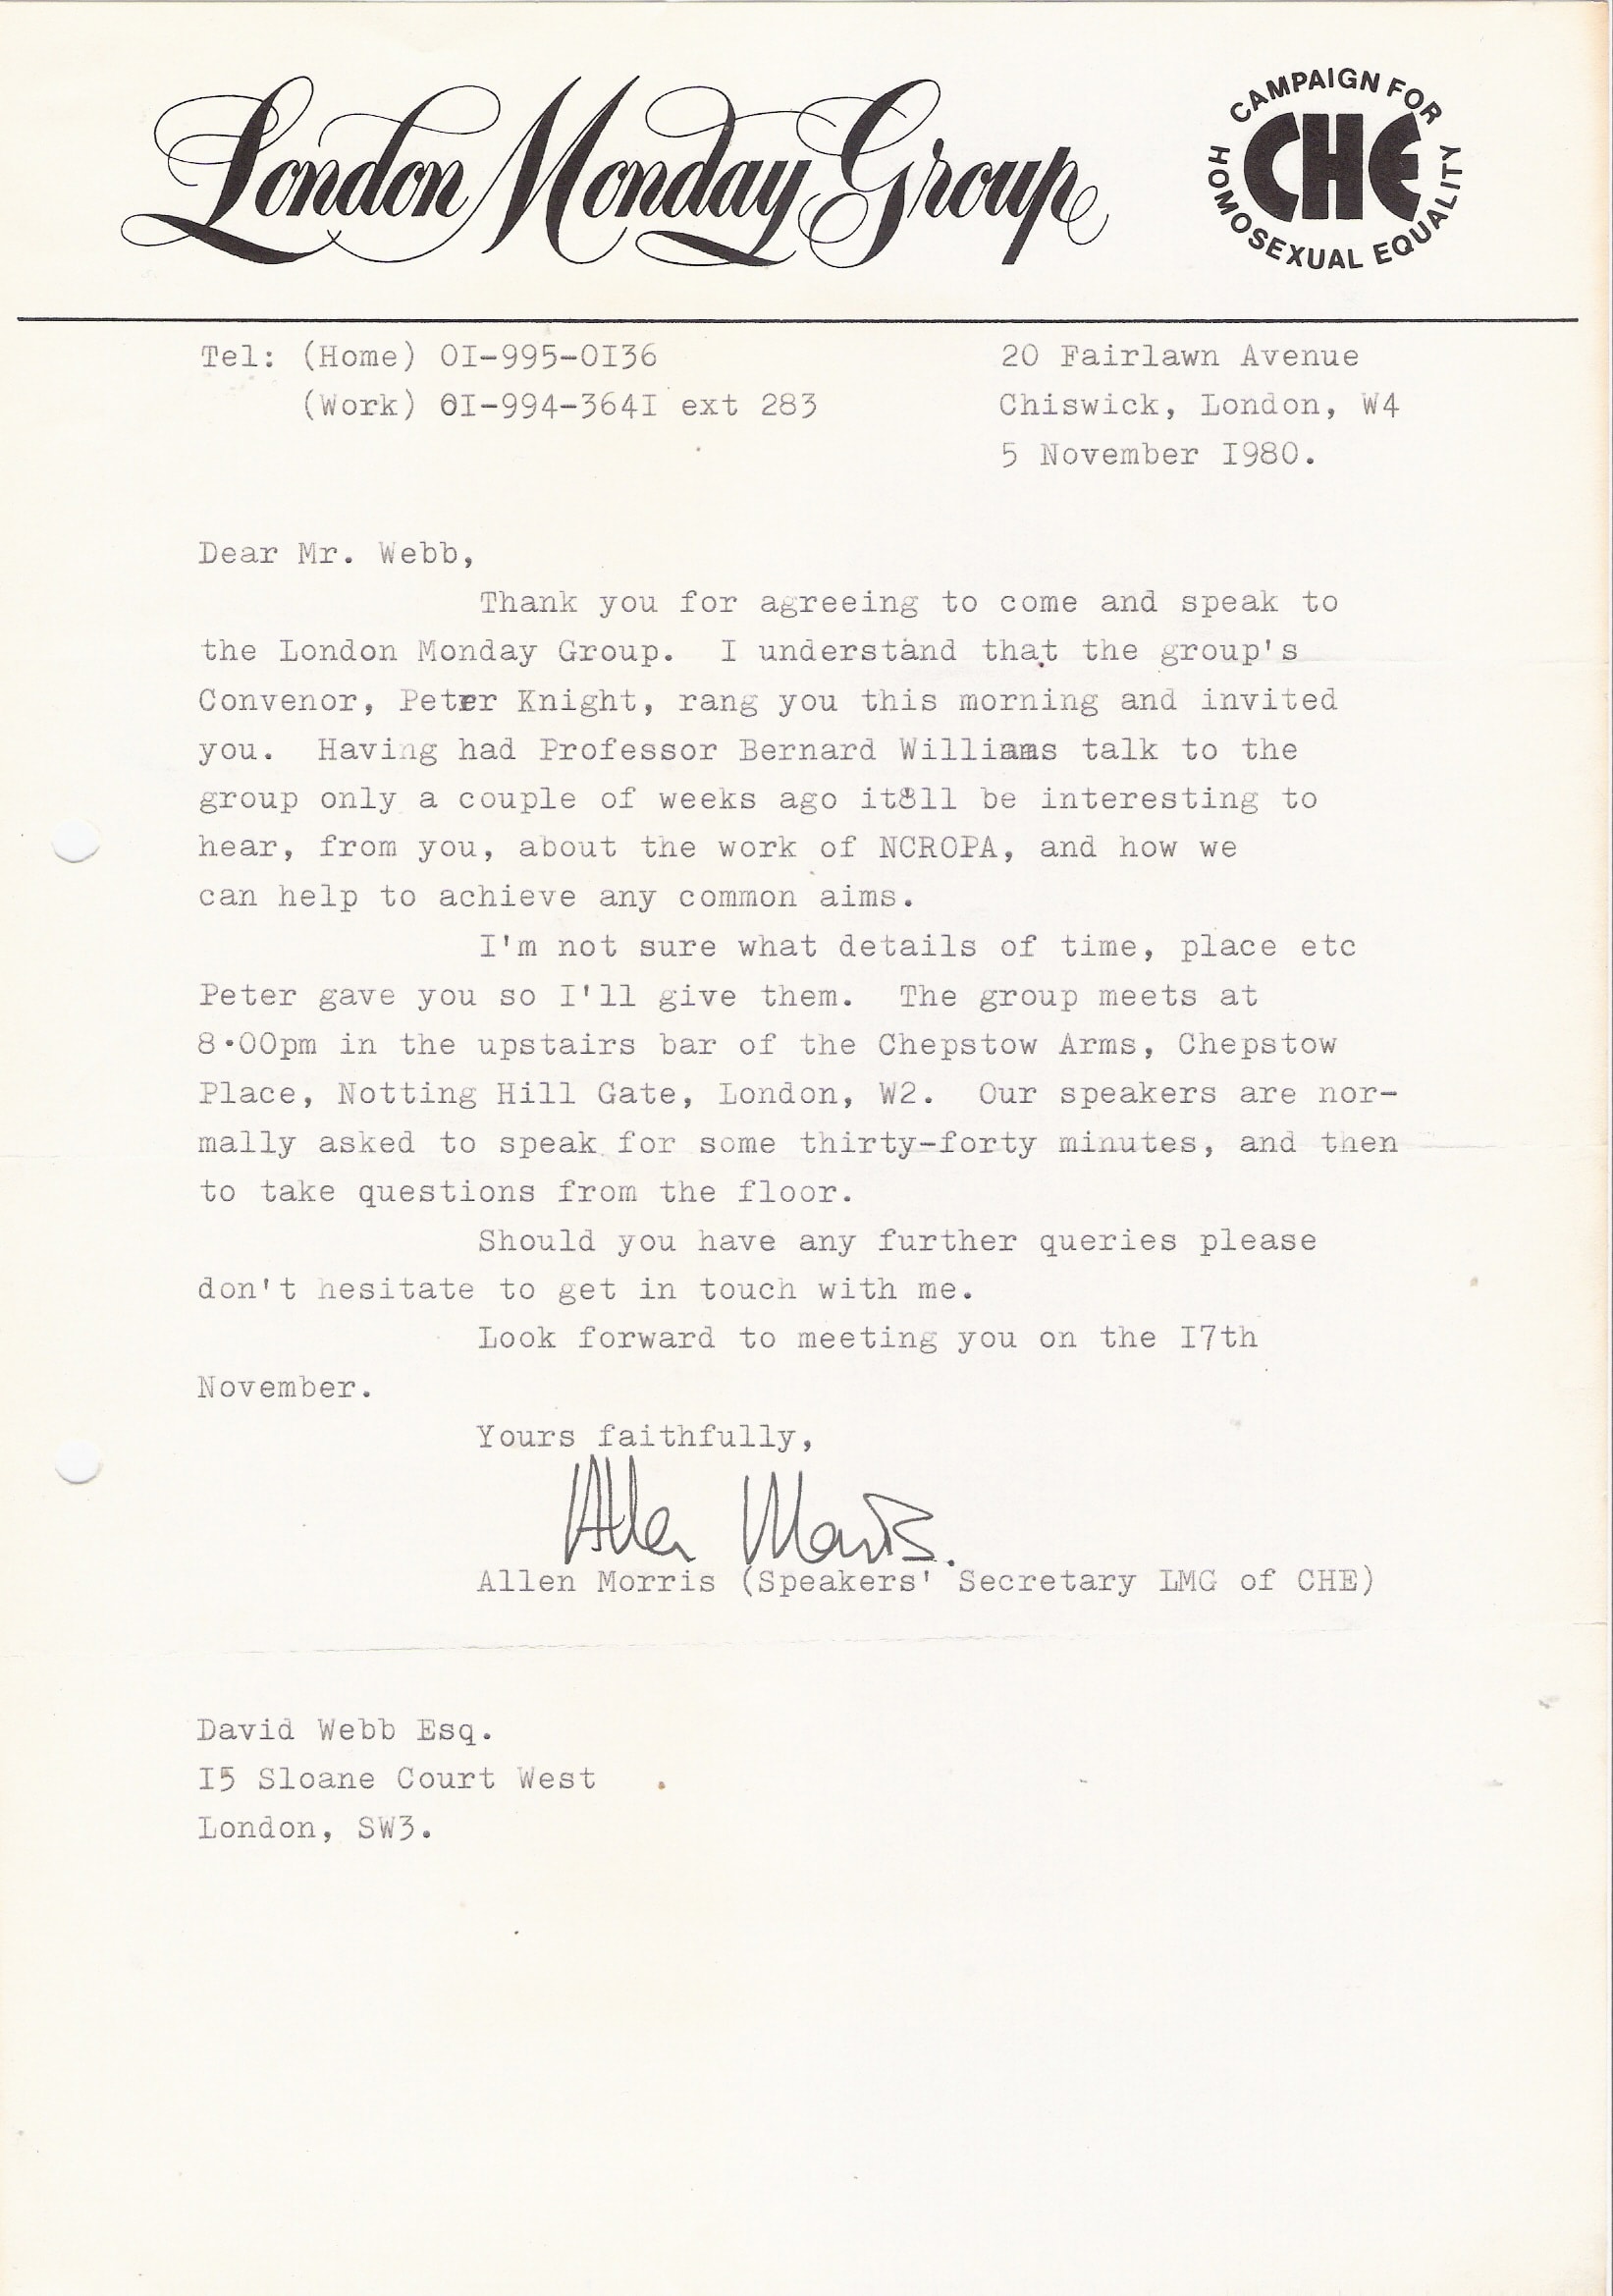 London Monday Group
CAMPAIGN FOR
CHE
HOMOSEXUAL EQUALITY
Tel: (Home) OI-995-OI36
(Work) OI-994-364I ext 283
20 Fairlawn Avenue
Chiswick, London, W4
5 November I980.
Dear Mr. Webb,
Thank you for agreeing to come and speak to
the London Monday Group. I understand that the group's
Convenor, Peter Knight, rang you this morning and invited
you. Having had Professor Bernard Williams talk to the
group only a couple of weeks ago it8ll be interesting to
hear, from you, about the work of NCROPA, and how we
can help to achieve any common aims.
I'm not sure what details of time, place etc
Peter gave you so I'll give them. The group meets at
8·00pm in the upstairs bar of the Chepstow Arms, Chepstow
Place, Notting Hill Gate, London, W2. Our speakers are nor-
mally asked to speak for some thirty-forty minutes, and then
to take questions from the floor.
Should you have any further queries please
don't hesitate to get in touch with me.
Look forward to meeting you on the I7th
November.
Yours faithfully,
Allen Morris.
Allen Morris (Speakers' Secretary LMG of CHE)
David Webb Esq.
I5 Sloane Court West
London, SW3.